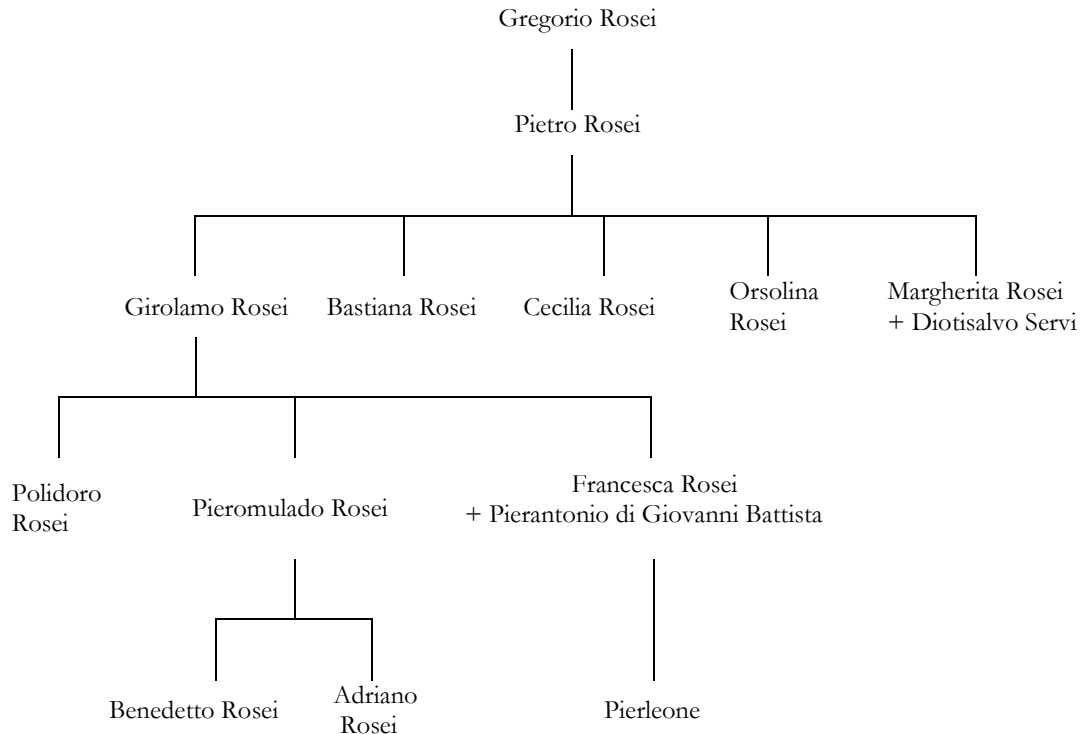 Gregorio Rosei
Pietro Rosei
Girolamo Rosei
Bastiana Rosei
Cecilia Rosei
Orsolina
Rosei
Margherita Rosei
+ Diotisalvo Servi
Polidoro
Rosei
Pieromulado Rosei
Francesca Rosei
+ Pierantonio di Giovanni Battista
Benedetto Rosei
Adriano
Rosei
Pierleone